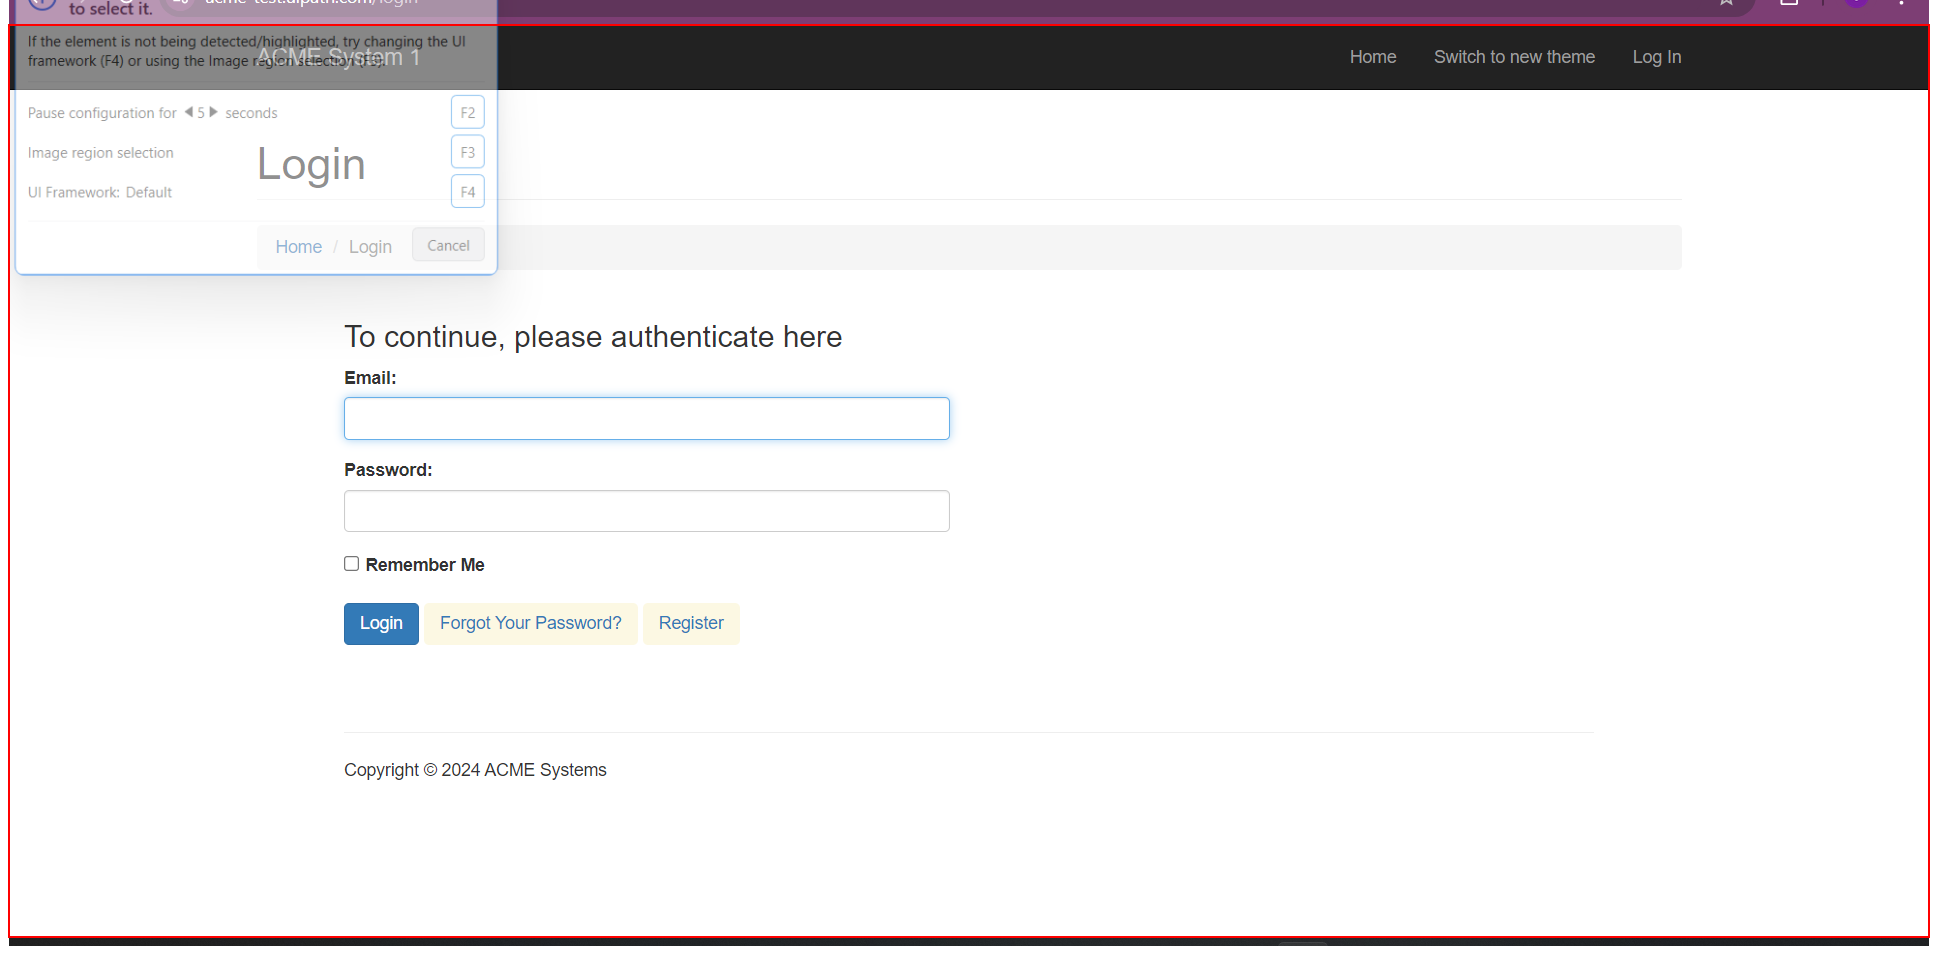 to select it.
acme-test.uipath.com/login
If the element is not being detected/highlighted, try changing the UI
framework (F4) or using the Image region selection (F3).
ACME System 1
Home
Switch to new theme
Log In
Pause configuration for 5 seconds
F2
Image region selection
F3
Login
UI Framework: Default
F4
Home / Login
Cancel
To continue, please authenticate here
Email:
Password:
Remember Me
Login
Forgot Your Password?
Register
Copyright © 2024 ACME Systems